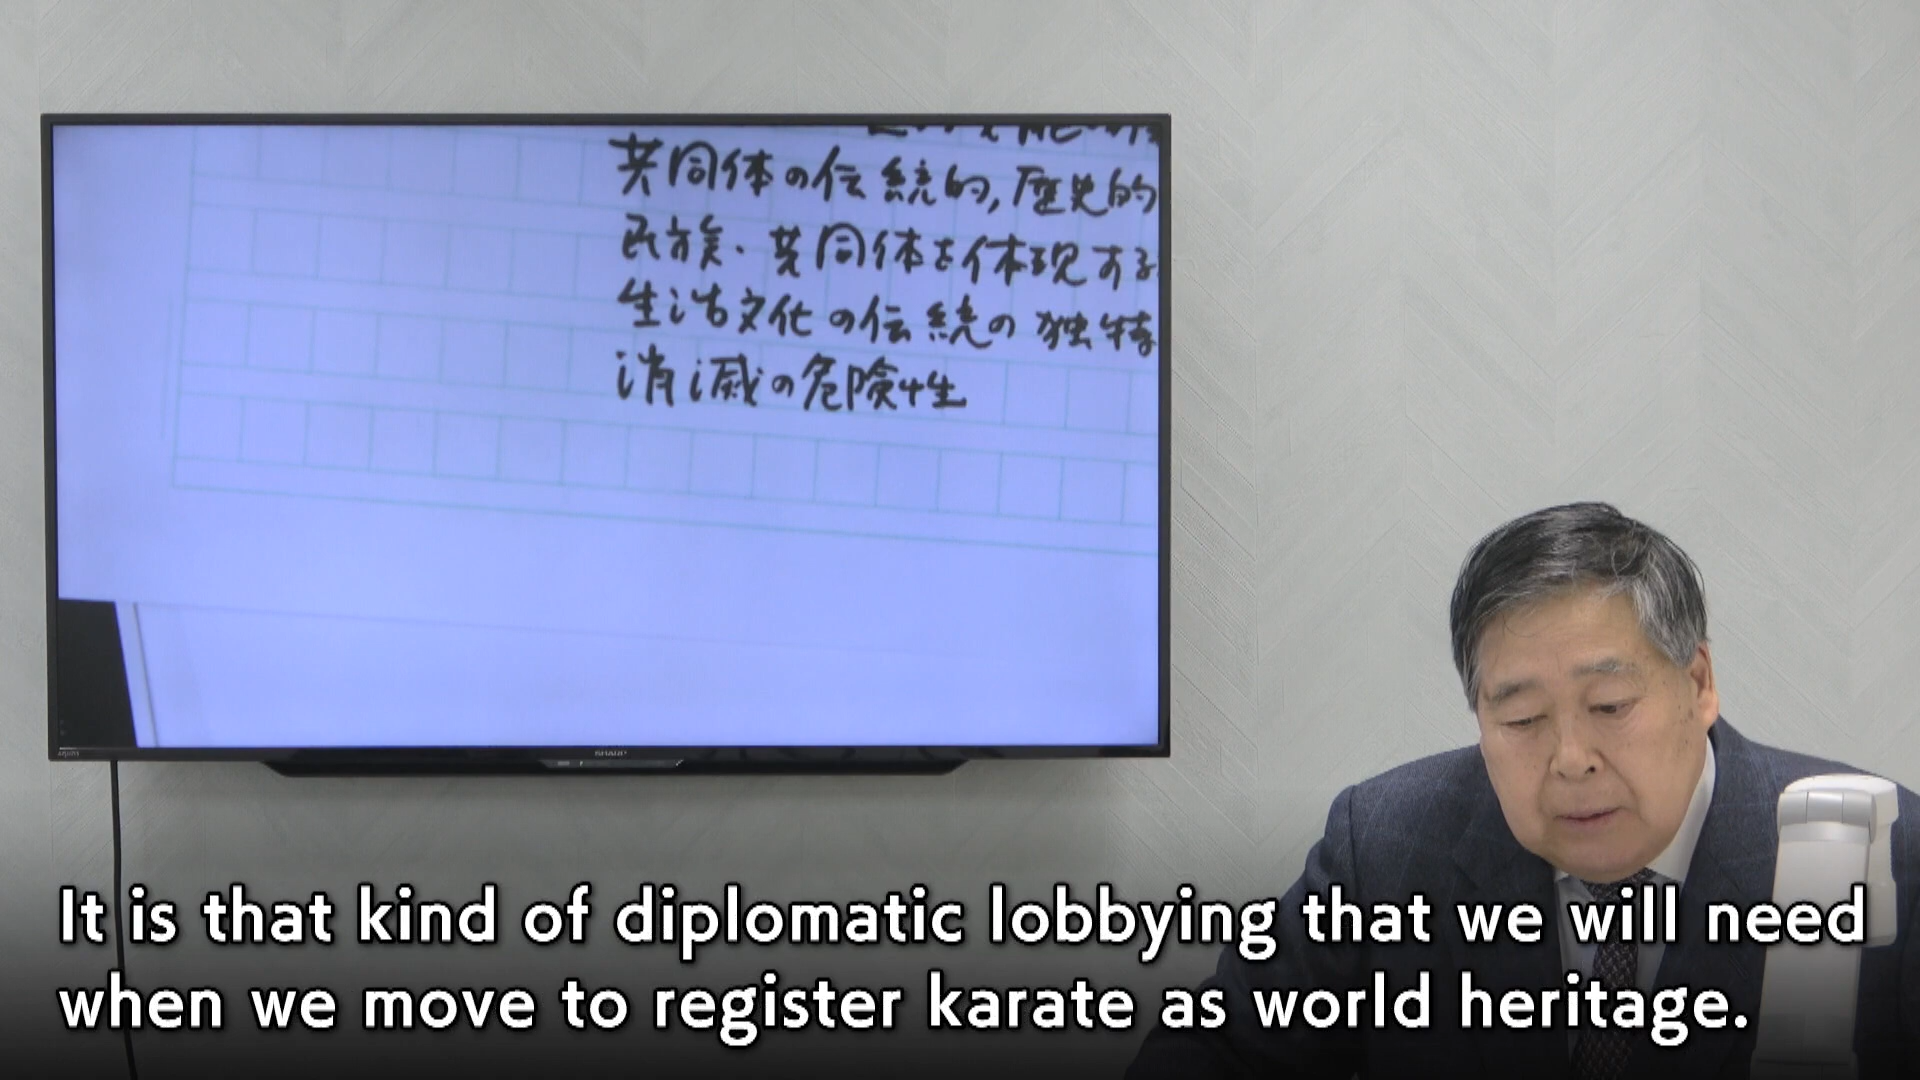 共同体の伝統的,歴史的
民族・共同体を体現する
生活文化の伝統の独特
消滅の危険性
SHARP
It is that kind of diplomatic lobbying that we will need
when we move to register karate as world heritage.